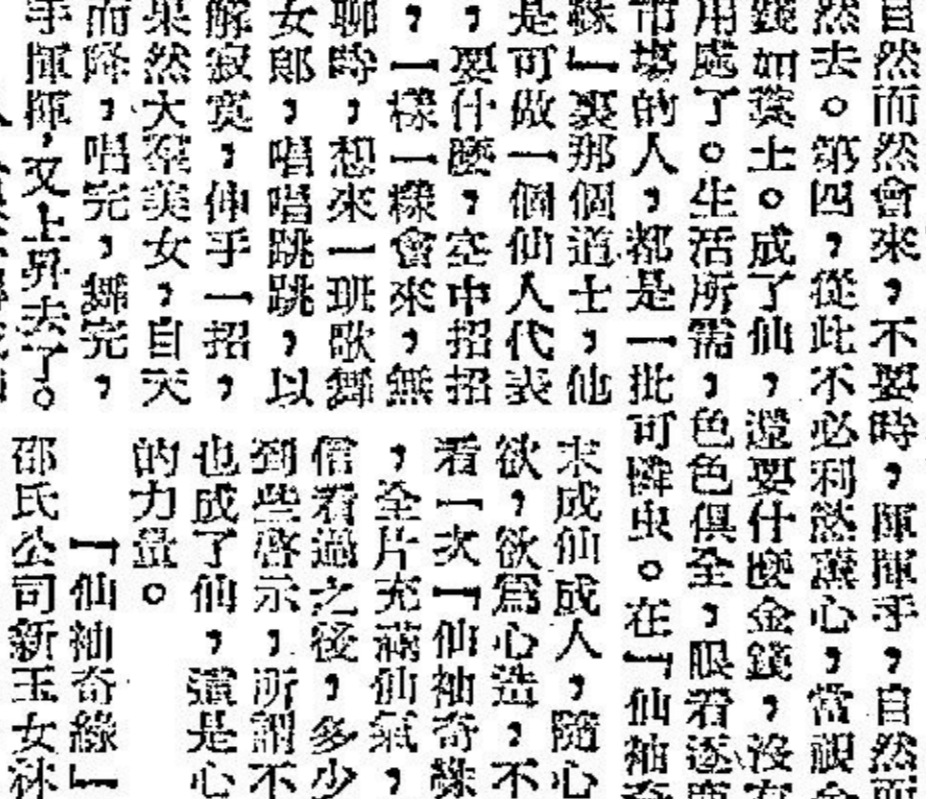 自然而然會來，不要時，揮揮手，自然而
然去。第四，從此不必利慾薰心，當視金
錢如糞土。成了仙，還要什麼金錢，沒有
用處了。生活所需，色色俱全，眼看逐
市場的人，都是一批可憐虫。在『仙袖奇
緣』裏那個道士，他
是可做一個仙人代表
，要什麼，空中招招
，一樣一樣會來，無
聊時，想來一班歌舞
女郎，唱唱跳跳，以
解寂寞，伸手一招，
果然大羣美女，自天
而降，唱完，舞完，
手揮揮，又上昇去了。
未成仙成人，隨心
欲，欲爲心造，不
看一次『仙袖奇緣
，全片充滿仙氣，
信看過之後，多少
到些啓示，所謂不
也成了仙，還是心
的力量。
『仙袖奇緣』
邵氏公司新玉女林